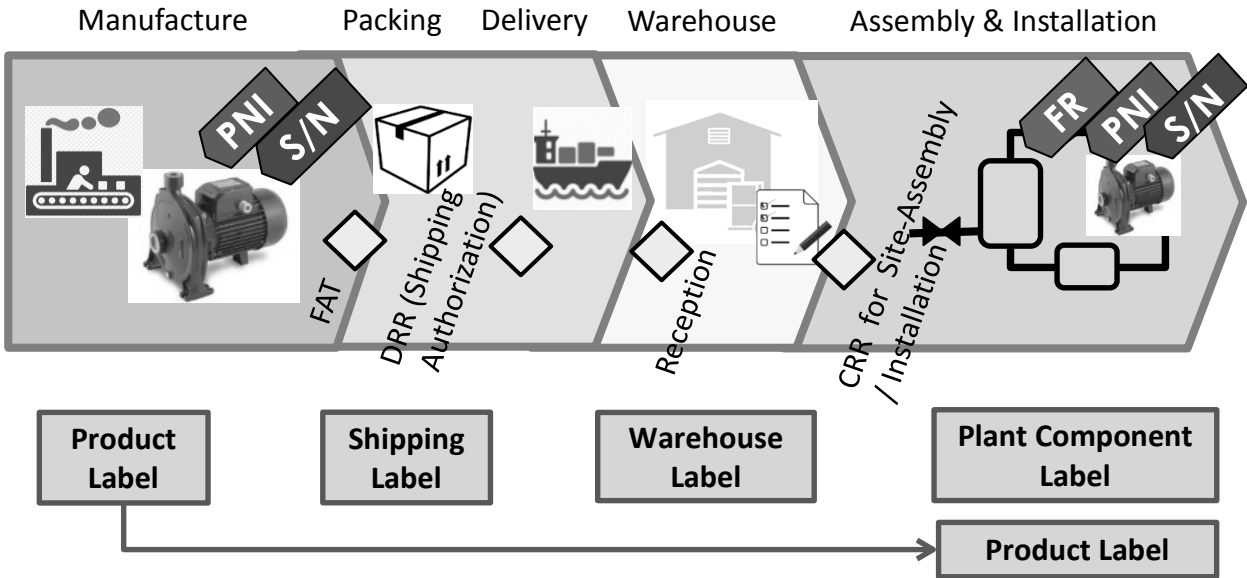 Manufacture
Packing
Delivery
Warehouse
Assembly & Installation
PNI
S/N
FR
PNI
S/N
FAT
DRR (Shipping
Authorization)
Reception
CRR for Site-Assembly
/ Installation
Product
Label
Shipping
Label
Warehouse
Label
Plant Component
Label
Product Label